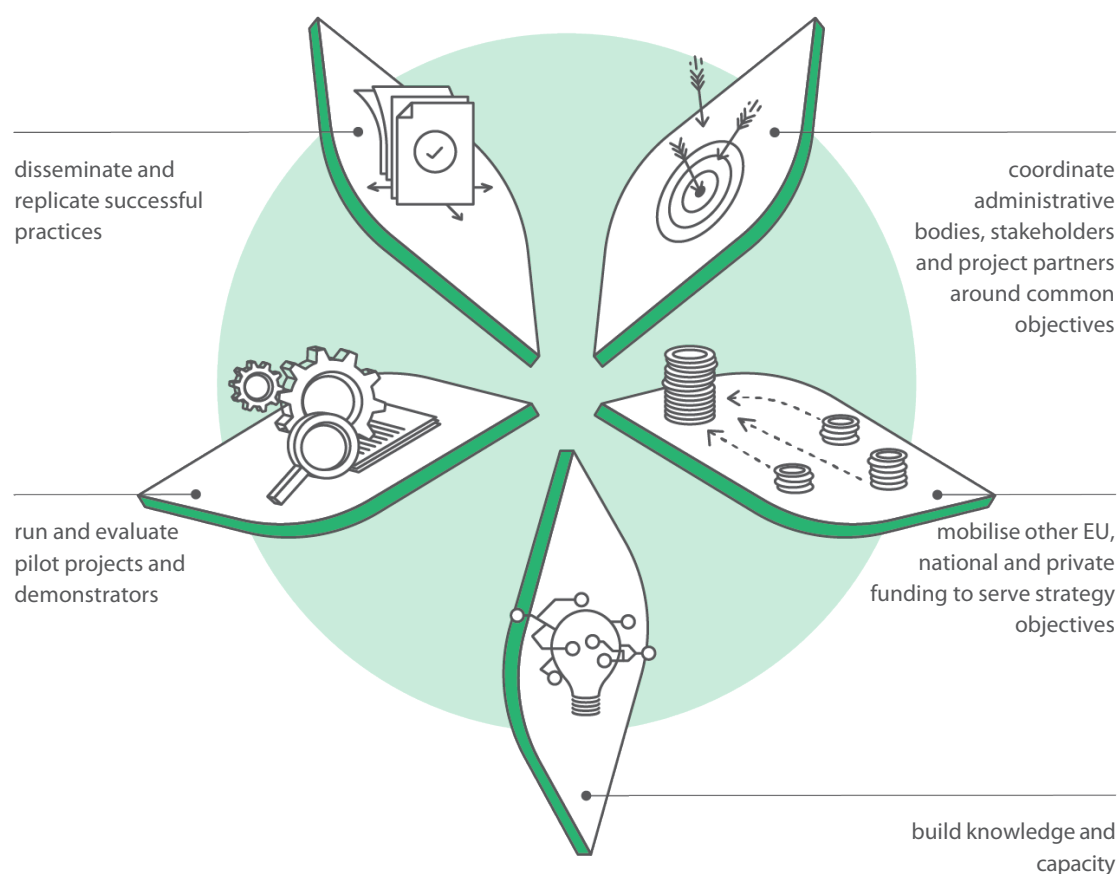 disseminate and
replicate successful
practices
coordinate
administrative
bodies, stakeholders
and project partners
around common
objectives
run and evaluate
pilot projects and
demonstrators
mobilise other EU,
national and private
funding to serve strategy
objectives
build knowledge and
capacity